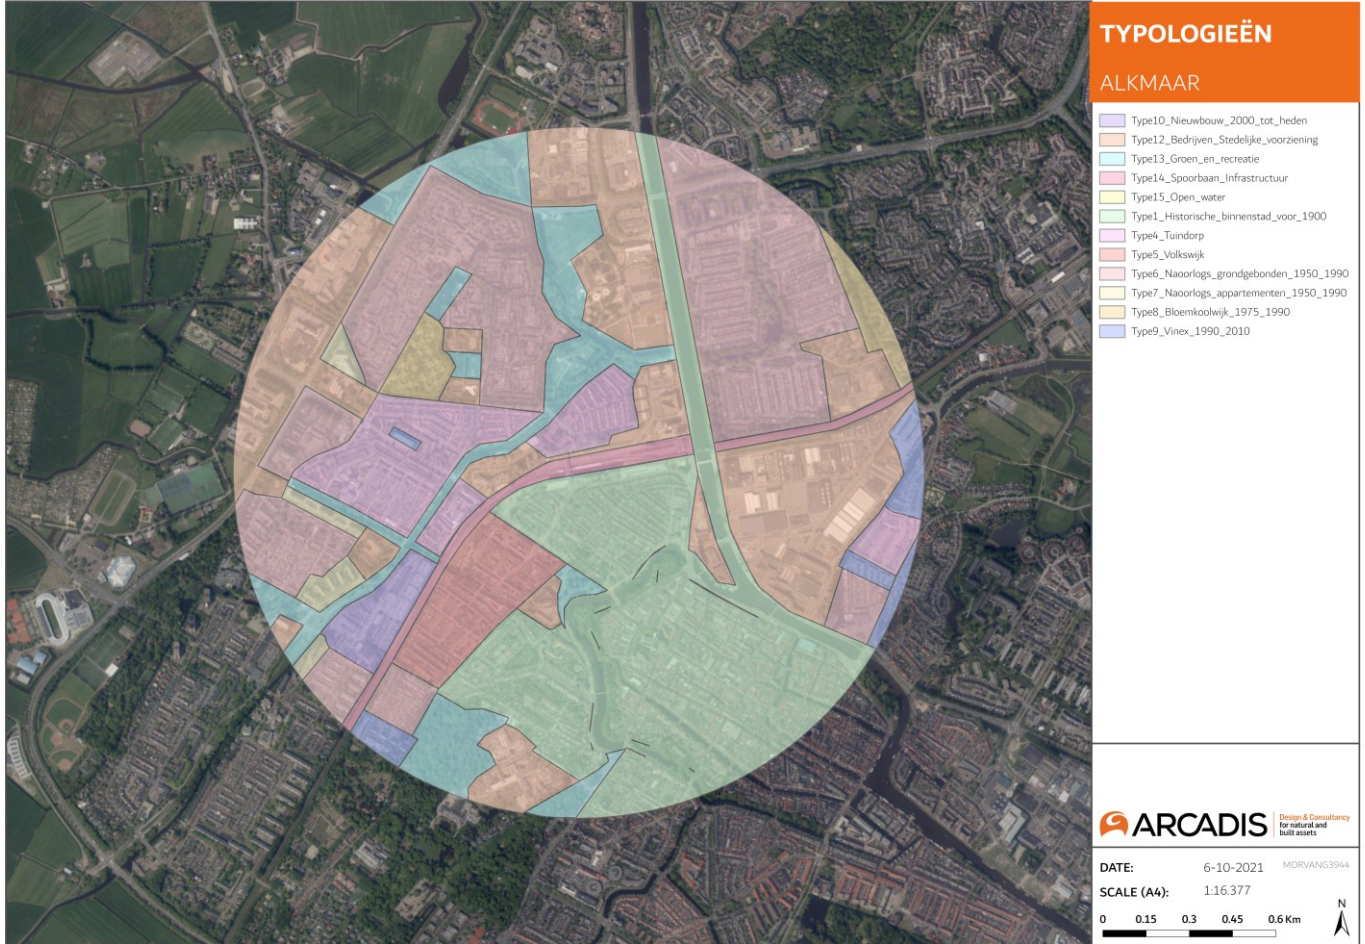 TYPOLOGIEËN
ALKMAAR
Type10_Nieuwbouw_2000_tot_heden
Type12_Bedrijven_Stedelijke_voorziening
Type13_Groen_en_recreatie
Type14_Spoorbaan_Infrastructuur
Type15_Open_water
Type1_Historische_binnenstad_voor_1900
Type4_Tuindorp
Type5_Volkswijk
Type6_Naoorlogs_grondgebonden_1950_1990
Type7_Naoorlogs_appartementen_1950_1990
Type8_Bloemkoolwijk_1975_1990
Type9_Vinex_1990_2010
ARCADIS
Design & Consultancy
for natural and
built assets
DATE: 6-10-2021 MORVANG3944
SCALE (A4): 1:16.377
N
0 0.15 0.3 0.45 0.6 Km